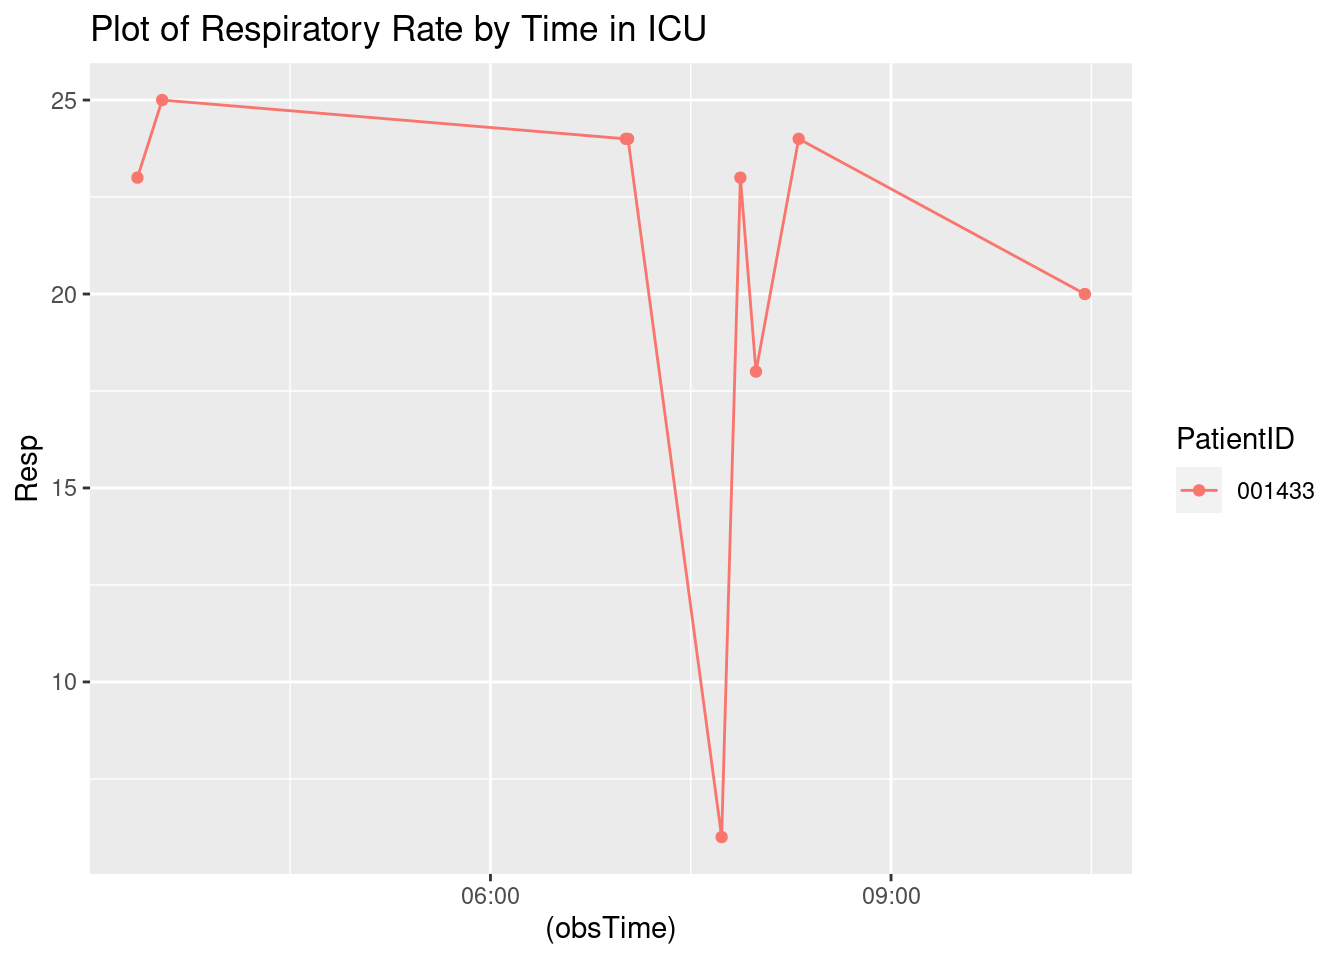 Plot of Respiratory Rate by Time in ICU
25
20
15
10
Resp
06:00
09:00
(obsTime)
PatientID
001433